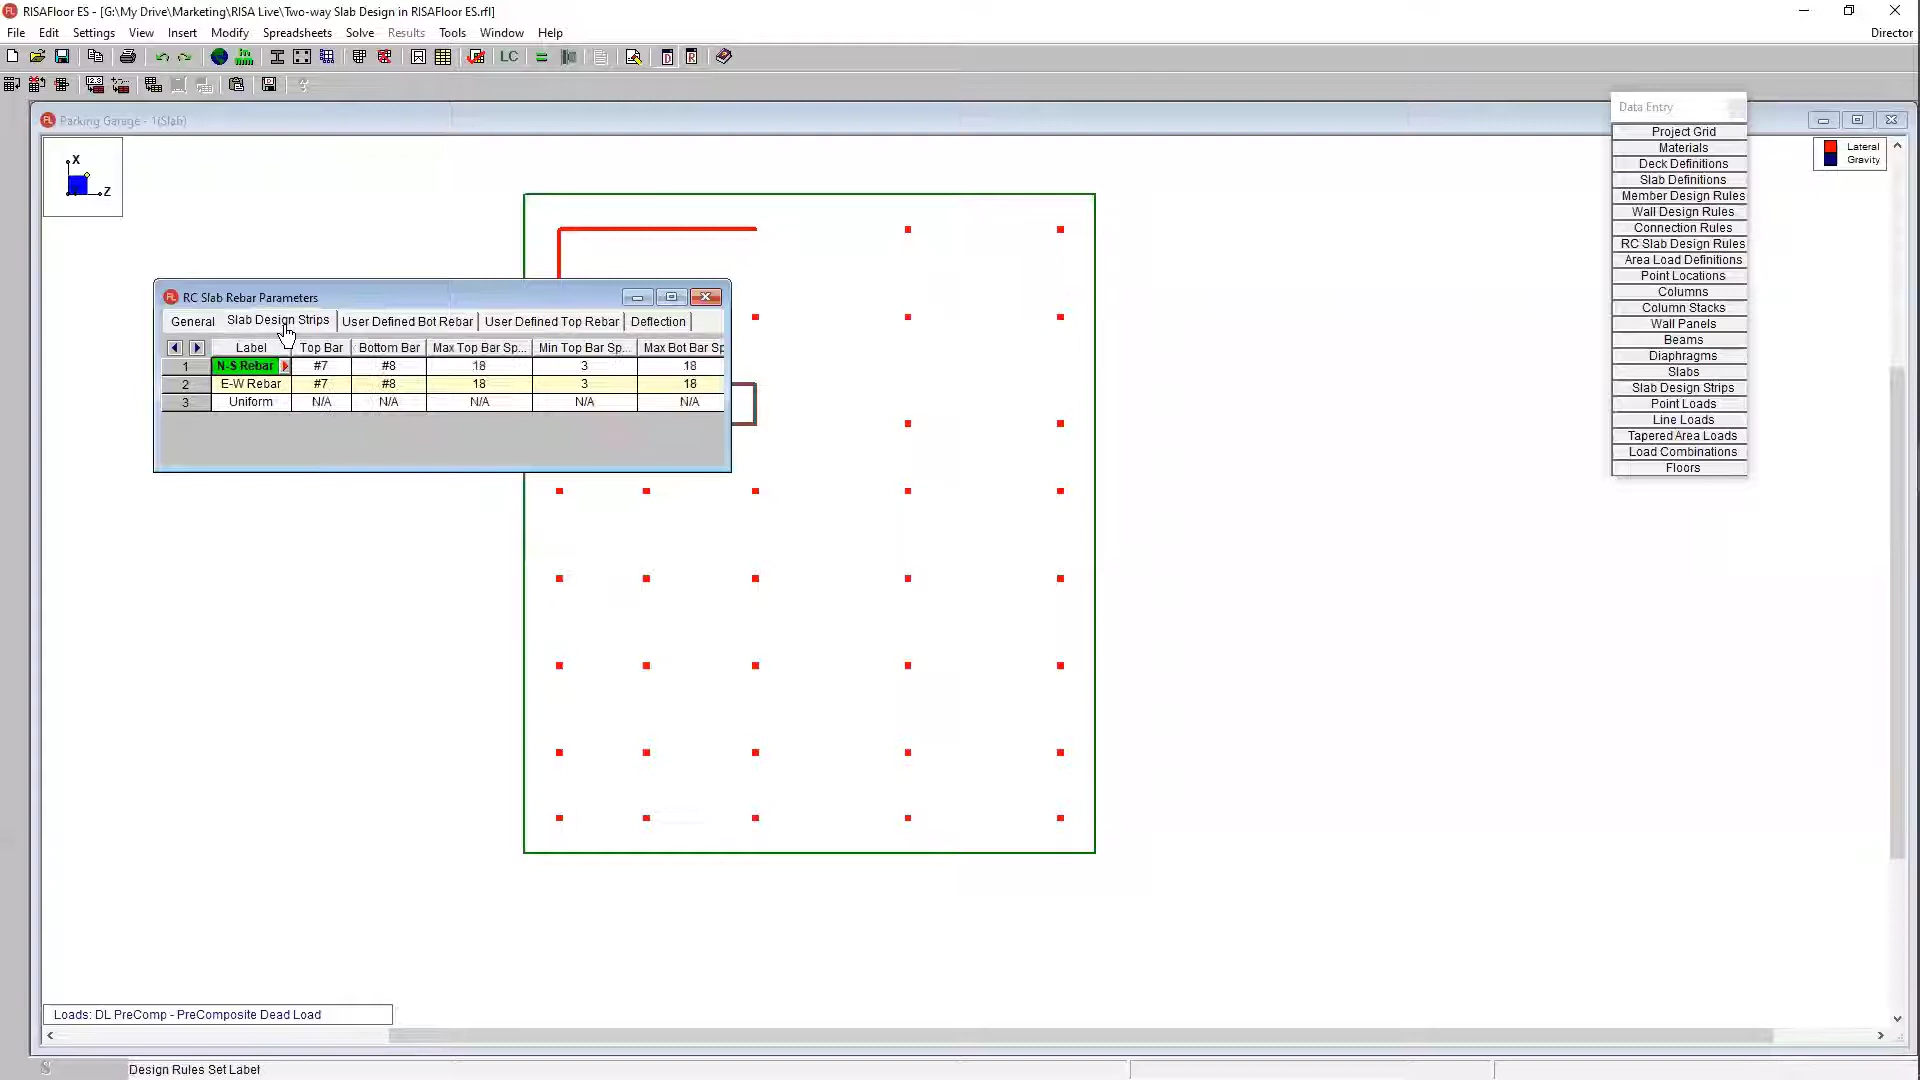 RISAFloor ES - [G:\My Drive\Marketing\RISA Live\Two-way Slab Design in RISAFloor ES.rfl]
File Edit Settings View Insert Modify Spreadsheets Solve Results Tools Window Help
Director
LC
D R
Parking Garage - 1(Slab)
X
Z
Lateral
Gravity
Data Entry
Project Grid
Materials
Deck Definitions
Slab Definitions
Member Design Rules
Wall Design Rules
Connection Rules
RC Slab Design Rules
Area Load Definitions
Point Locations
Columns
Column Stacks
Wall Panels
Beams
Diaphragms
Slabs
Slab Design Strips
Point Loads
Line Loads
Tapered Area Loads
Load Combinations
Floors
RC Slab Rebar Parameters
General Slab Design Strips User Defined Bot Rebar User Defined Top Rebar Deflection
Label Top Bar Bottom Bar Max Top Bar Sp... Min Top Bar Sp... Max Bot Bar Sp
1 N-S Rebar #7 #8 18 3 18
2 E-W Rebar #7 #8 18 3 18
3 Uniform N/A N/A N/A N/A N/A
Loads: DL PreComp - PreComposite Dead Load
S Design Rules Set Label